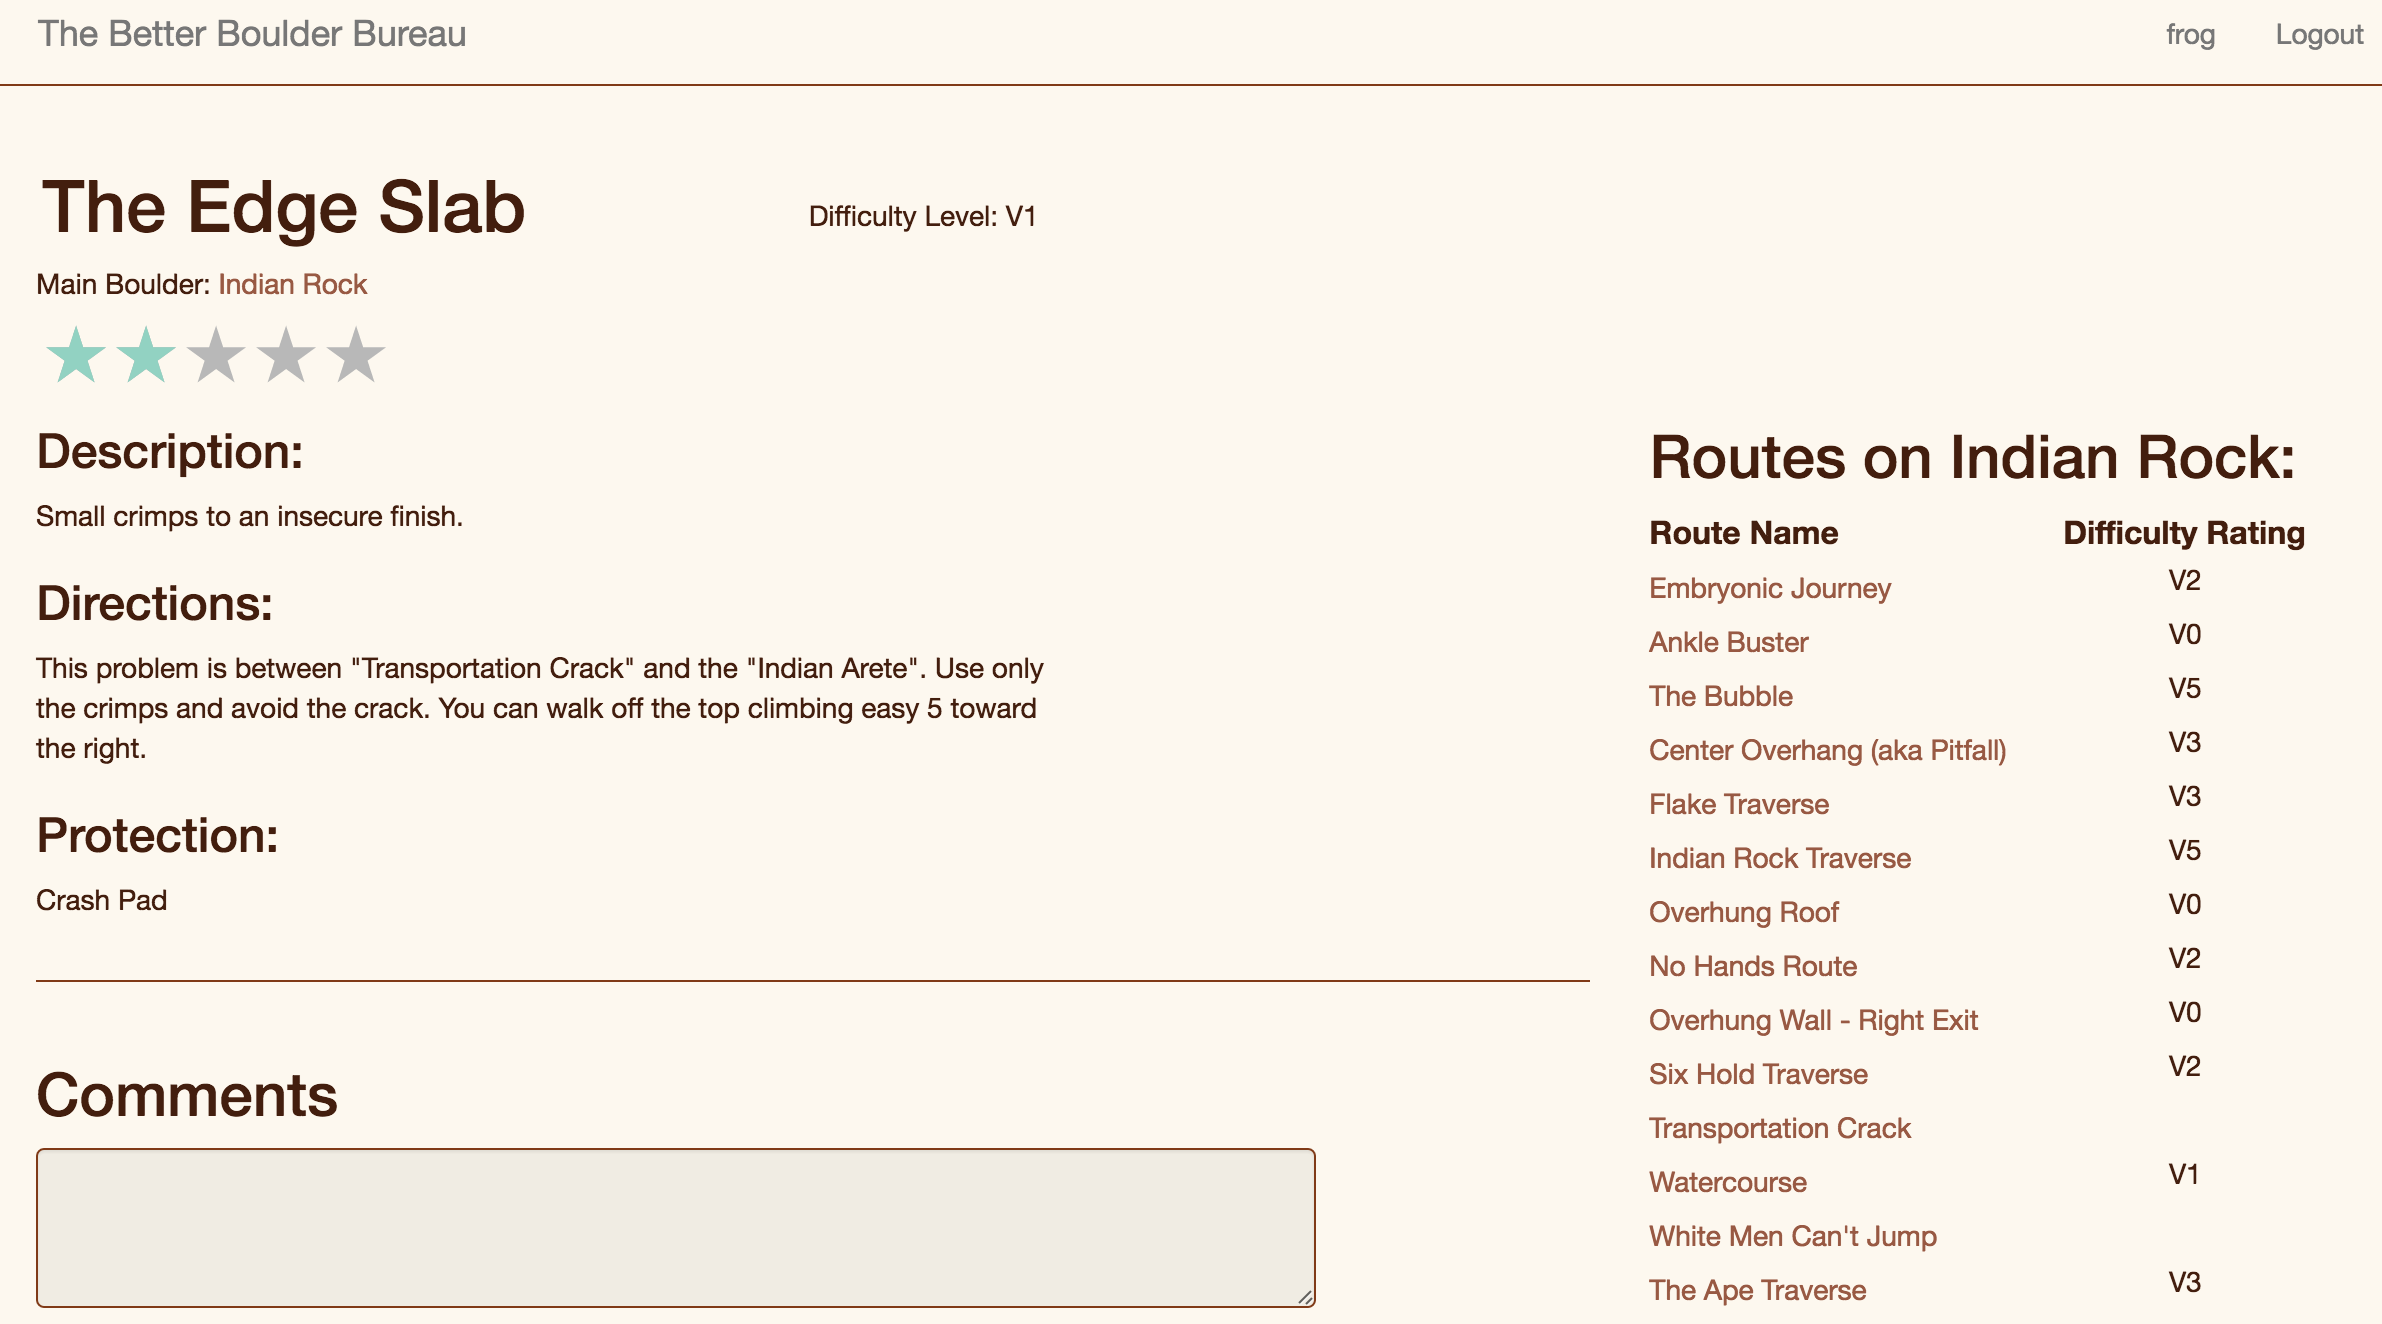 The Better Boulder Bureau
frog
Logout
The Edge Slab
Difficulty Level: V1
Main Boulder: Indian Rock
Description:
Small crimps to an insecure finish.
Directions:
This problem is between "Transportation Crack" and the "Indian Arete". Use only
the crimps and avoid the crack. You can walk off the top climbing easy 5 toward
the right.
Protection:
Crash Pad
Comments
Routes on Indian Rock:
Route Name Difficulty Rating
Embryonic Journey V2
Ankle Buster V0
The Bubble V5
Center Overhang (aka Pitfall) V3
Flake Traverse V3
Indian Rock Traverse V5
Overhung Roof V0
No Hands Route V2
Overhung Wall - Right Exit V0
Six Hold Traverse V2
Transportation Crack
Watercourse V1
White Men Can't Jump
The Ape Traverse V3